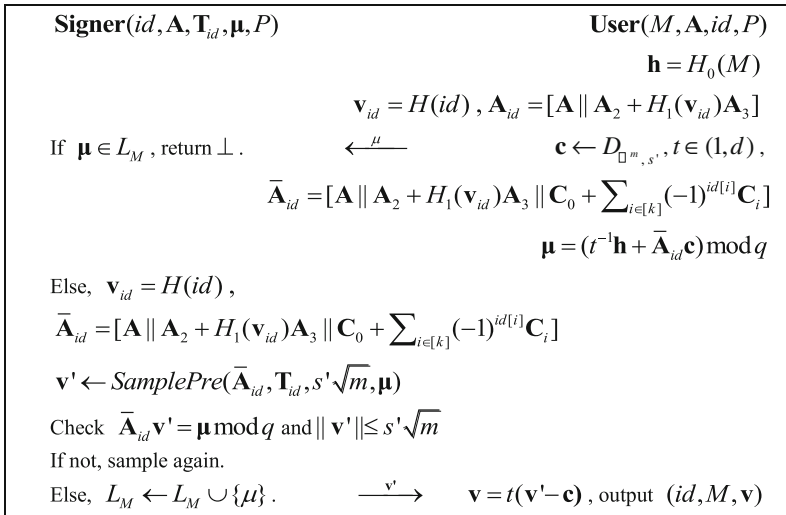 Signer(id, A, T_id, μ, P) User(M, A, id, P)
h = H_0(M)
v_id = H(id) , A_id = [A || A_2 + H_1(v_id)A_3]
If μ ∈ L_M , return ⊥ . ←^μ c ← D_{□^m, s'} , t ∈ (1, d) ,
Ā_id = [A || A_2 + H_1(v_id)A_3 || C_0 + ∑_{i∈[k]} (-1)^{id[i]} C_i]
μ = (t^{-1}h + Ā_id c) mod q
Else, v_id = H(id) ,
Ā_id = [A || A_2 + H_1(v_id)A_3 || C_0 + ∑_{i∈[k]} (-1)^{id[i]} C_i]
v' ← SamplePre(Ā_id, T_id, s'√m, μ)
Check Ā_id v' = μ mod q and || v' || ≤ s'√m
If not, sample again.
Else, L_M ← L_M ∪ {μ} . →^{v'} v = t(v'-c) , output (id, M, v)